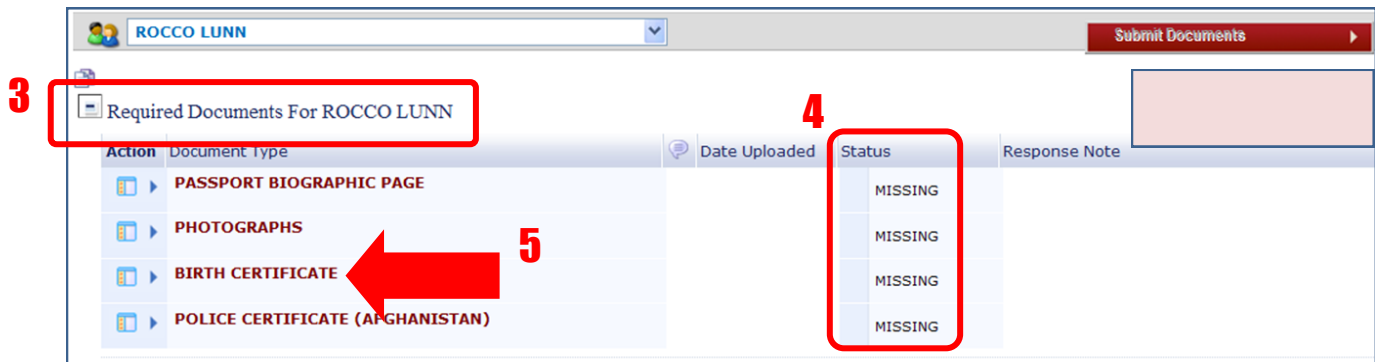 ROCCO LUNN
Submit Documents
3
Required Documents For ROCCO LUNN
4
Action Document Type Date Uploaded Status Response Note
PASSPORT BIOGRAPHIC PAGE MISSING
PHOTOGRAPHS MISSING
5
BIRTH CERTIFICATE MISSING
POLICE CERTIFICATE (AFGHANISTAN) MISSING